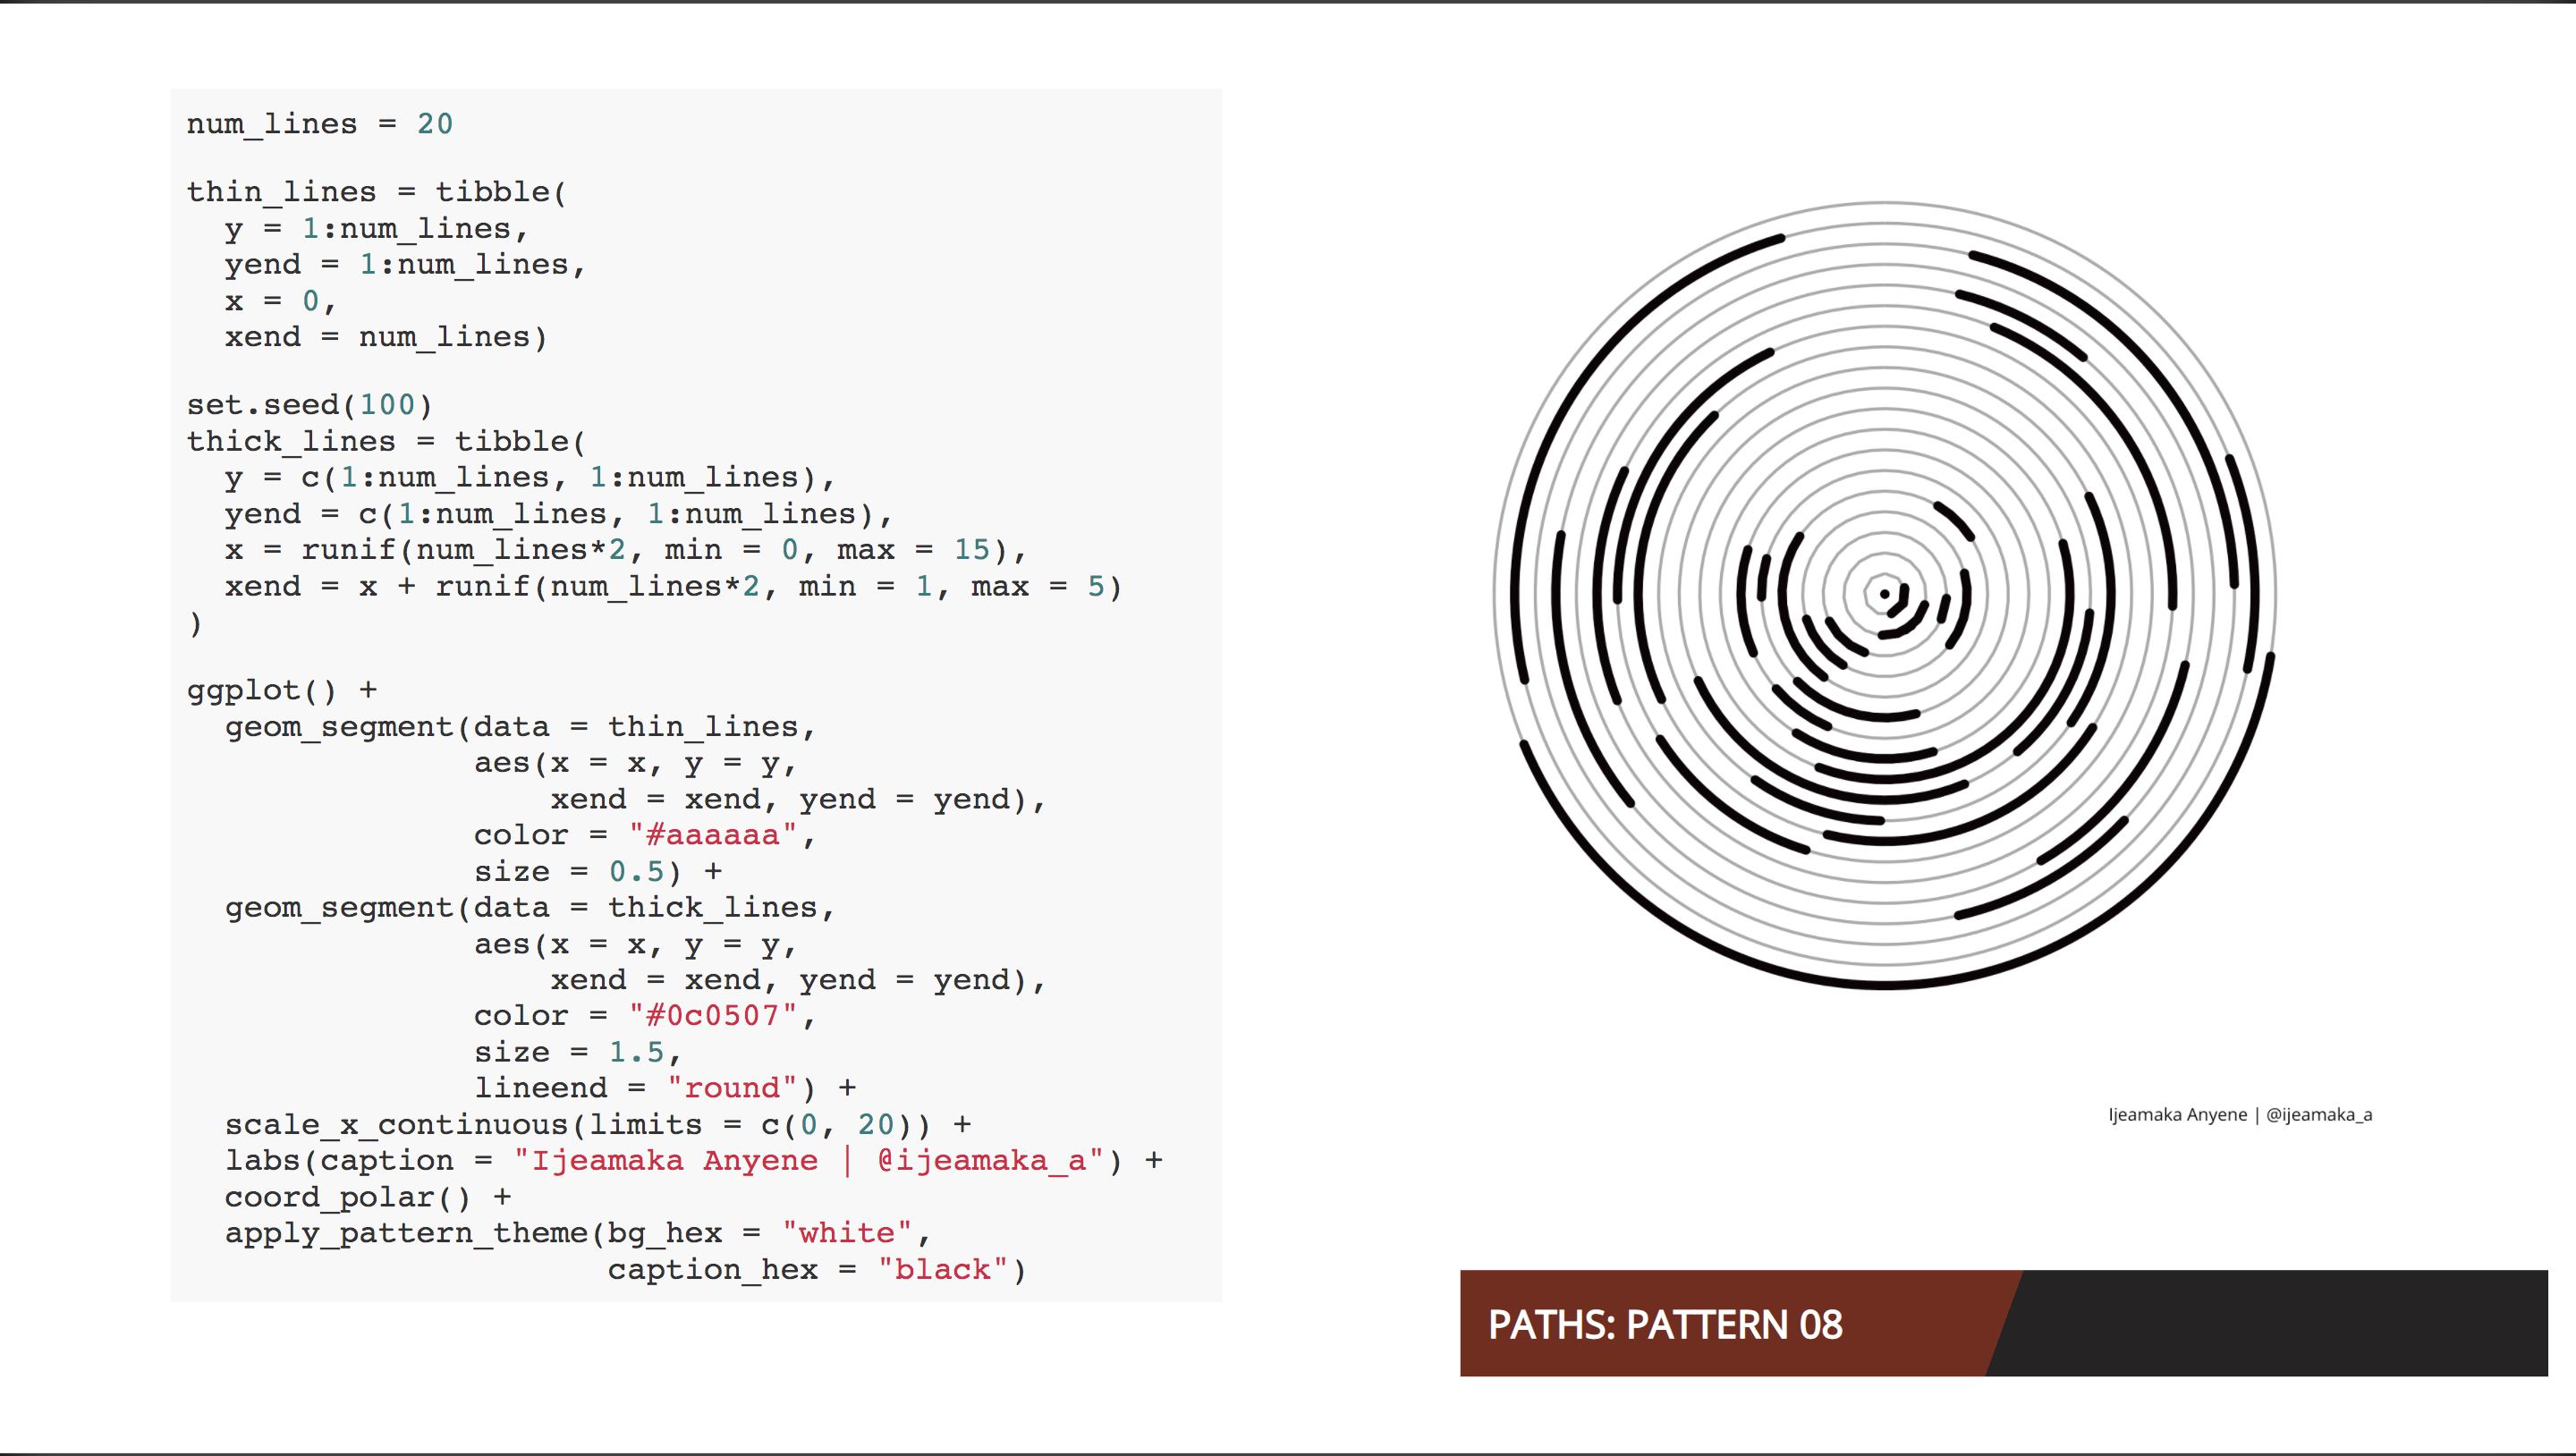 num_lines = 20

thin_lines = tibble(
  y = 1:num_lines,
  yend = 1:num_lines,
  x = 0,
  xend = num_lines)

set.seed(100)
thick_lines = tibble(
  y = c(1:num_lines, 1:num_lines),
  yend = c(1:num_lines, 1:num_lines),
  x = runif(num_lines*2, min = 0, max = 15),
  xend = x + runif(num_lines*2, min = 1, max = 5)
)

ggplot() +
  geom_segment(data = thin_lines,
               aes(x = x, y = y,
                   xend = xend, yend = yend),
               color = "#aaaaaa",
               size = 0.5) +
  geom_segment(data = thick_lines,
               aes(x = x, y = y,
                   xend = xend, yend = yend),
               color = "#0c0507",
               size = 1.5,
               lineend = "round") +
  scale_x_continuous(limits = c(0, 20)) +
  labs(caption = "Ijeamaka Anyene | @ijeamaka_a") +
  coord_polar() +
  apply_pattern_theme(bg_hex = "white",
                      caption_hex = "black")
Ijeamaka Anyene | @ijeamaka_a
PATHS: PATTERN 08